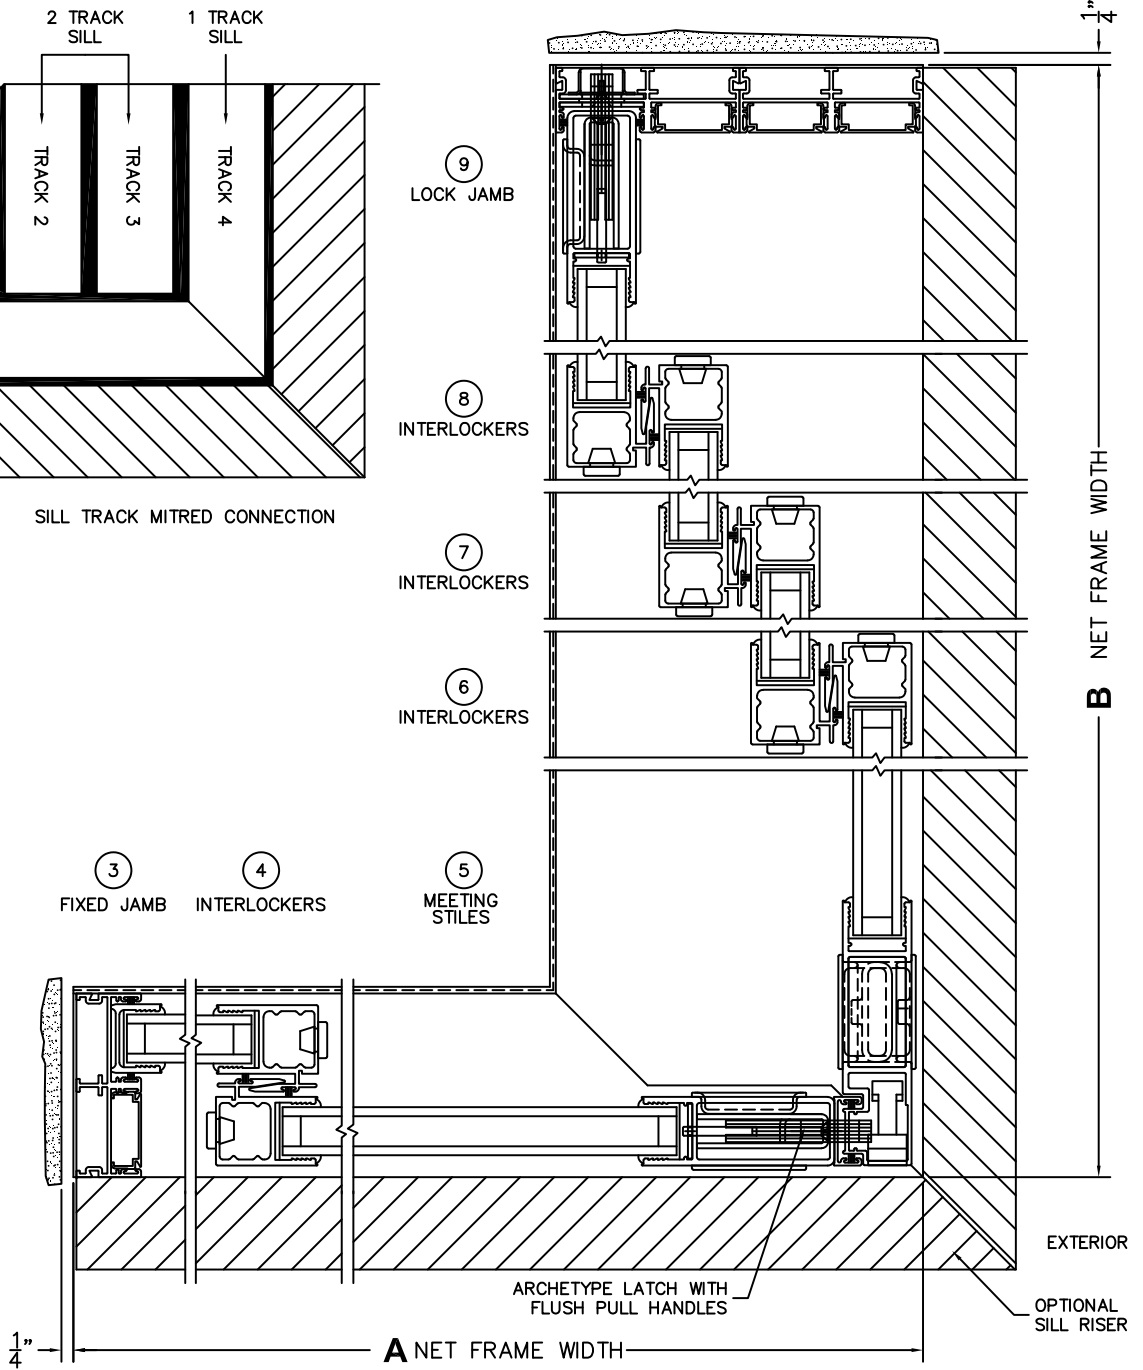 2 TRACK
SILL
1 TRACK
SILL
1"
4
TRACK 2
TRACK 3
TRACK 4
9
LOCK JAMB
8
INTERLOCKERS
SILL TRACK MITRED CONNECTION
7
INTERLOCKERS
6
INTERLOCKERS
B NET FRAME WIDTH
3
FIXED JAMB
4
INTERLOCKERS
5
MEETING
STILES
EXTERIOR
ARCHETYPE LATCH WITH
FLUSH PULL HANDLES
OPTIONAL
SILL RISER
1"
4
A NET FRAME WIDTH